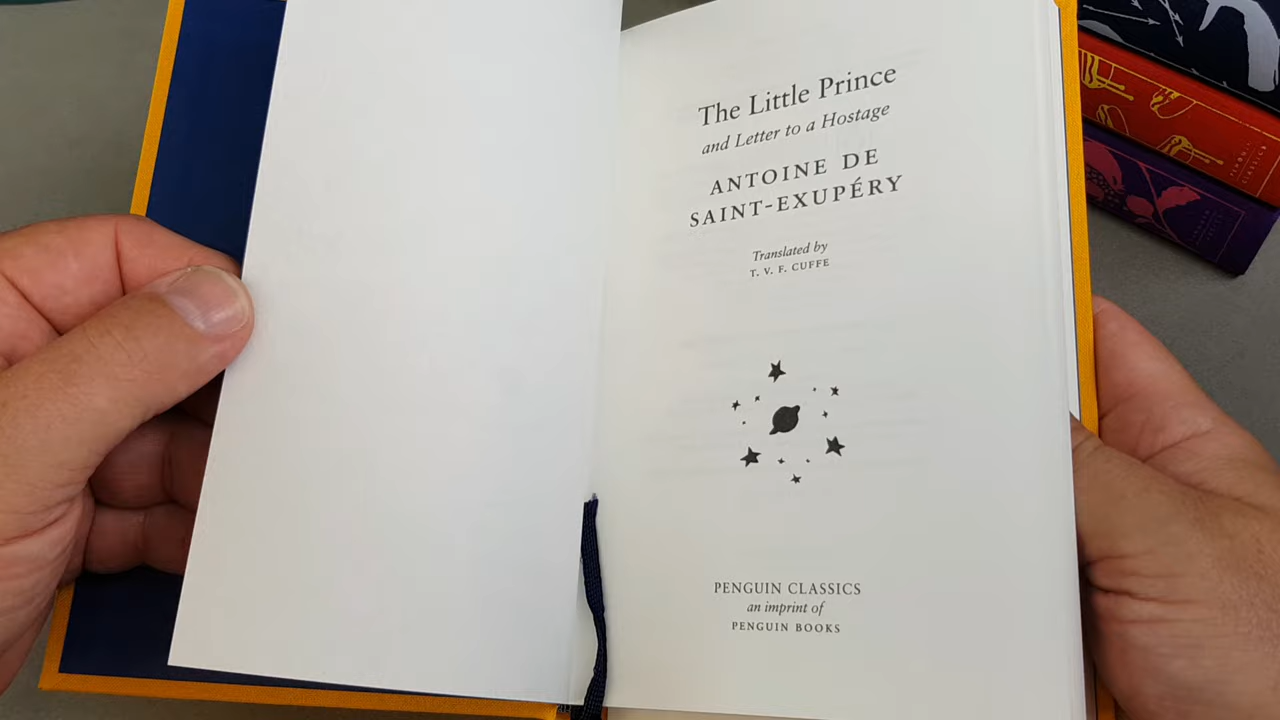 The Little Prince
and Letter to a Hostage
ANTOINE DE
SAINT-EXUPÉRY
Translated by
T. V. F. CUFFE
PENGUIN CLASSICS
an imprint of
PENGUIN BOOKS